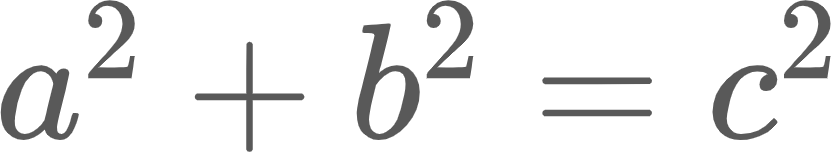 a² + b² = c²